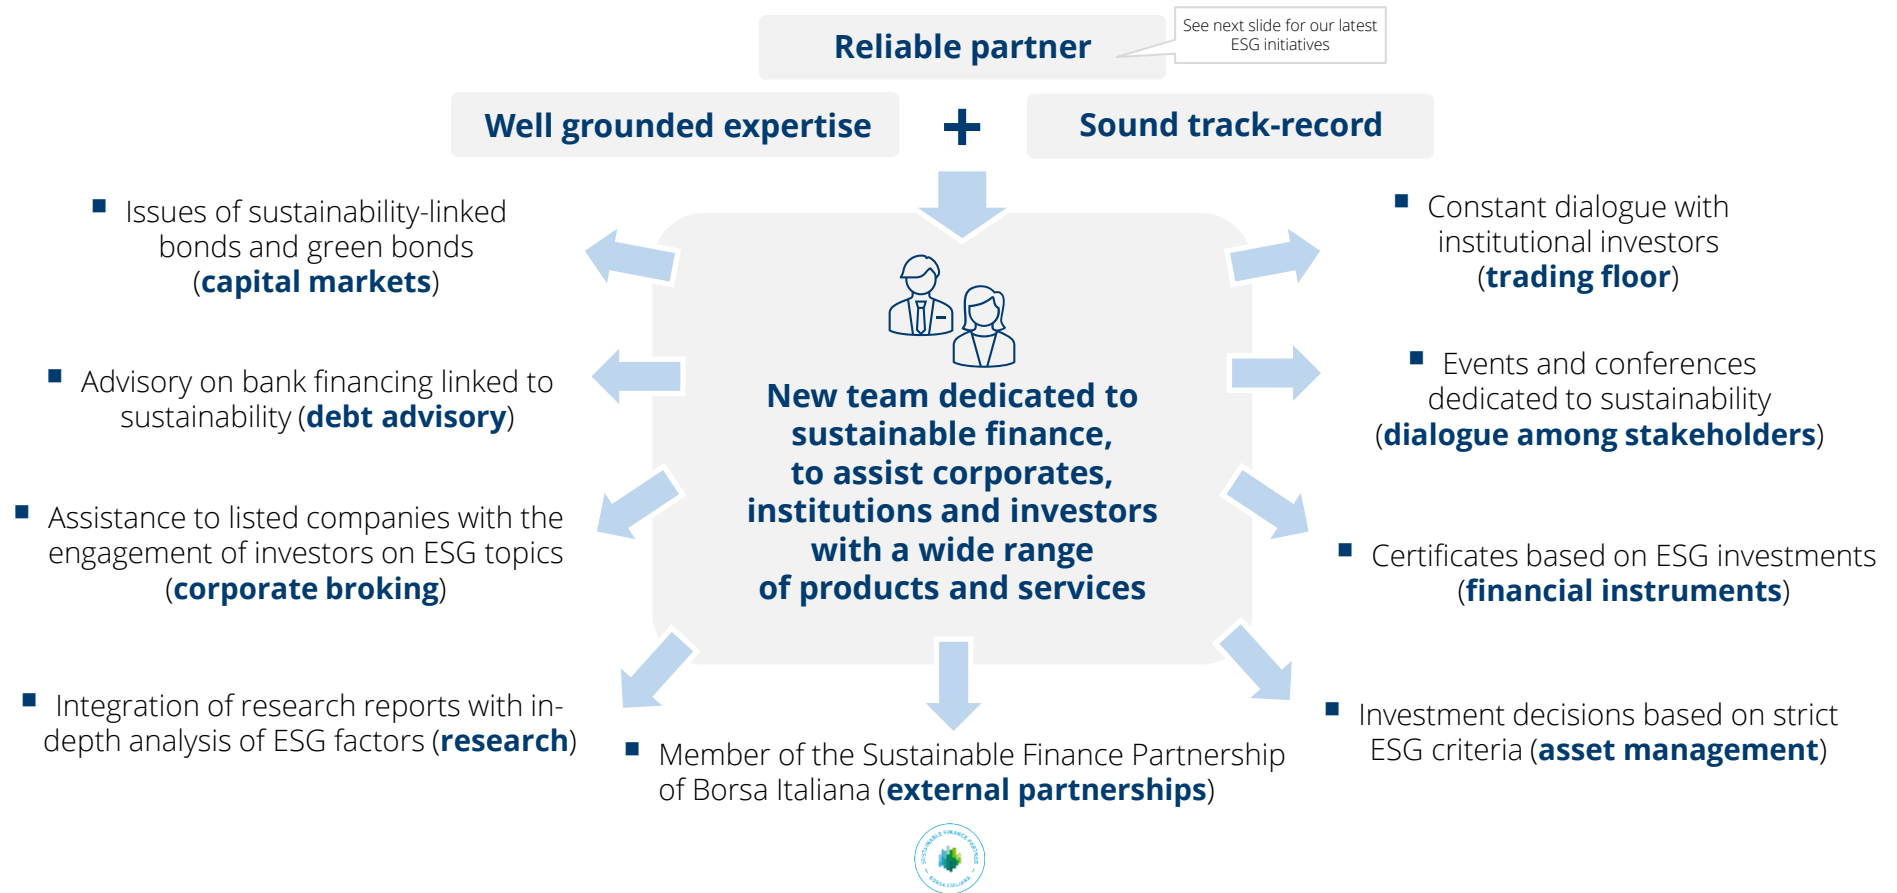 Reliable partner
See next slide for our latest
ESG initiatives
Well grounded expertise
+
Sound track-record
Issues of sustainability-linked
bonds and green bonds
(capital markets)
Advisory on bank financing linked to
sustainability (debt advisory)
Assistance to listed companies with the
engagement of investors on ESG topics
(corporate broking)
Integration of research reports with in-
depth analysis of ESG factors (research)
New team dedicated to
sustainable finance,
to assist corporates,
institutions and investors
with a wide range
of products and services
Member of the Sustainable Finance Partnership
of Borsa Italiana (external partnerships)
SUSTAINABLE FINANCE PARTNER
BORSA ITALIANA
Constant dialogue with
institutional investors
(trading floor)
Events and conferences
dedicated to sustainability
(dialogue among stakeholders)
Certificates based on ESG investments
(financial instruments)
Investment decisions based on strict
ESG criteria (asset management)